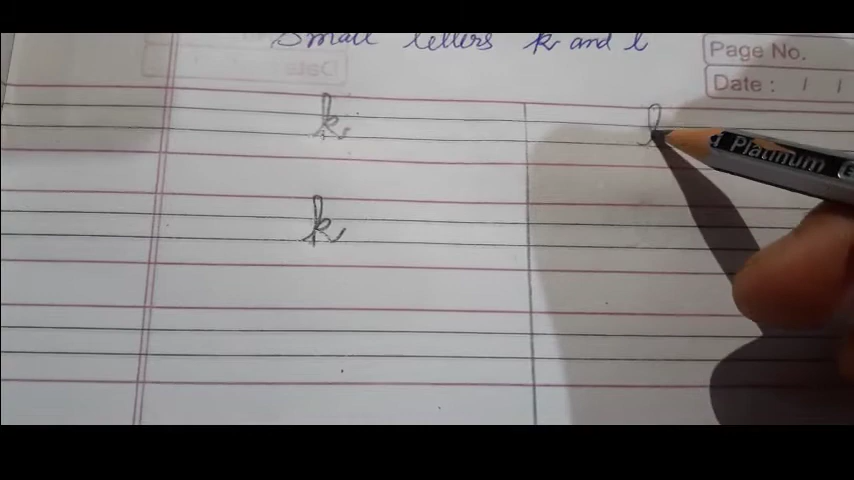 Small letters k and l
Page No.
Date : / /
k l
Platinum
k